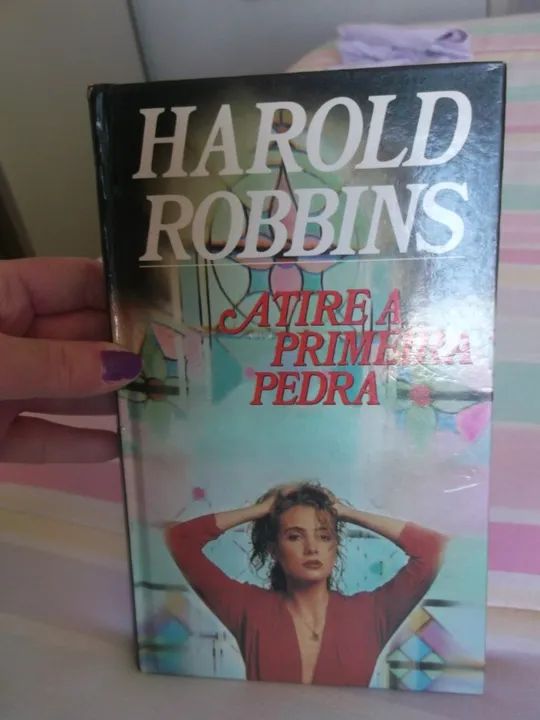 HAROLD
ROBBINS
ATIRE A
PRIMEIRA
PEDRA